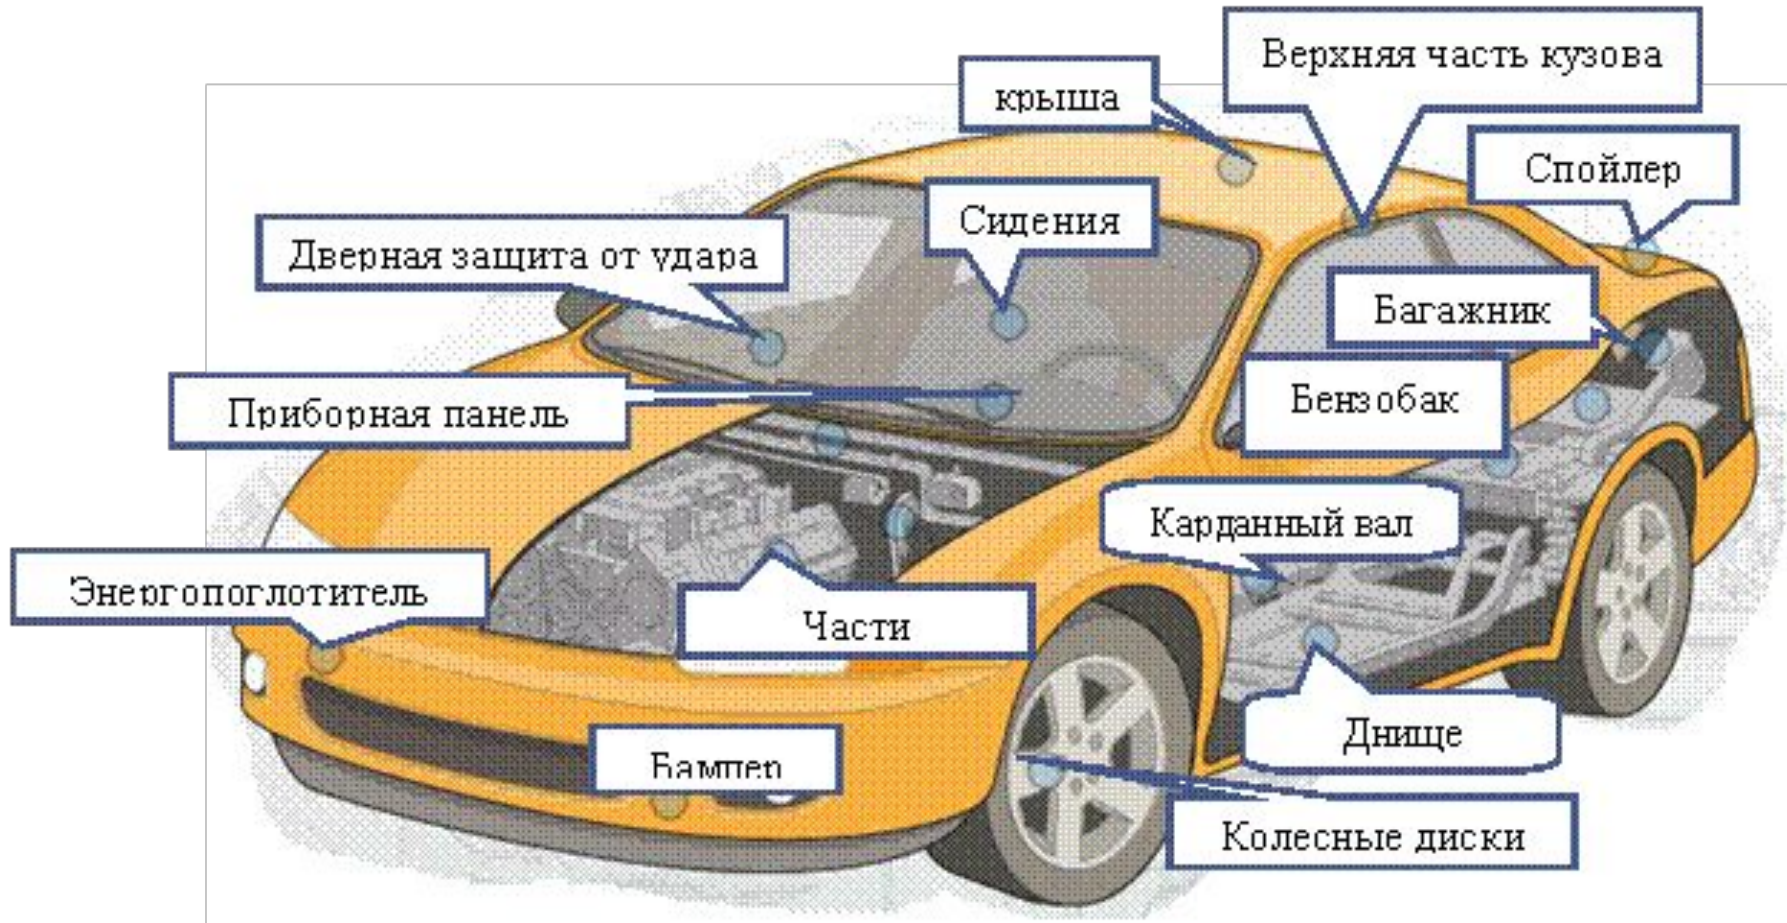 Верхняя часть кузова
крыша
Спойлер
Сидения
Дверная защита от удара
Багажник
Приборная панель
Бензобак
Карданный вал
Энергопоглотитель
Части
Днище
Бампер
Колесные диски